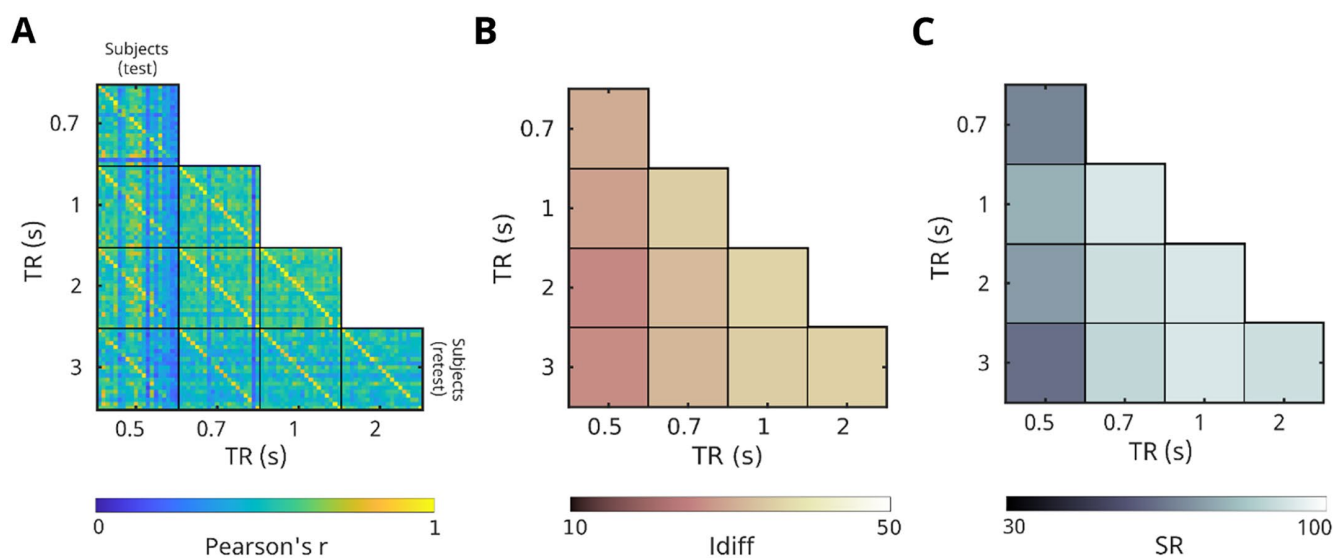 A
Subjects
(test)
0.7
1
2
3
TR (s)
Subjects
(retest)
0.5
0.7
1
2
TR (s)
0
1
Pearson's r
B
0.7
1
2
3
TR (s)
0.5
0.7
1
2
TR (s)
10
50
Idiff
C
0.7
1
2
3
TR (s)
0.5
0.7
1
2
TR (s)
30
100
SR